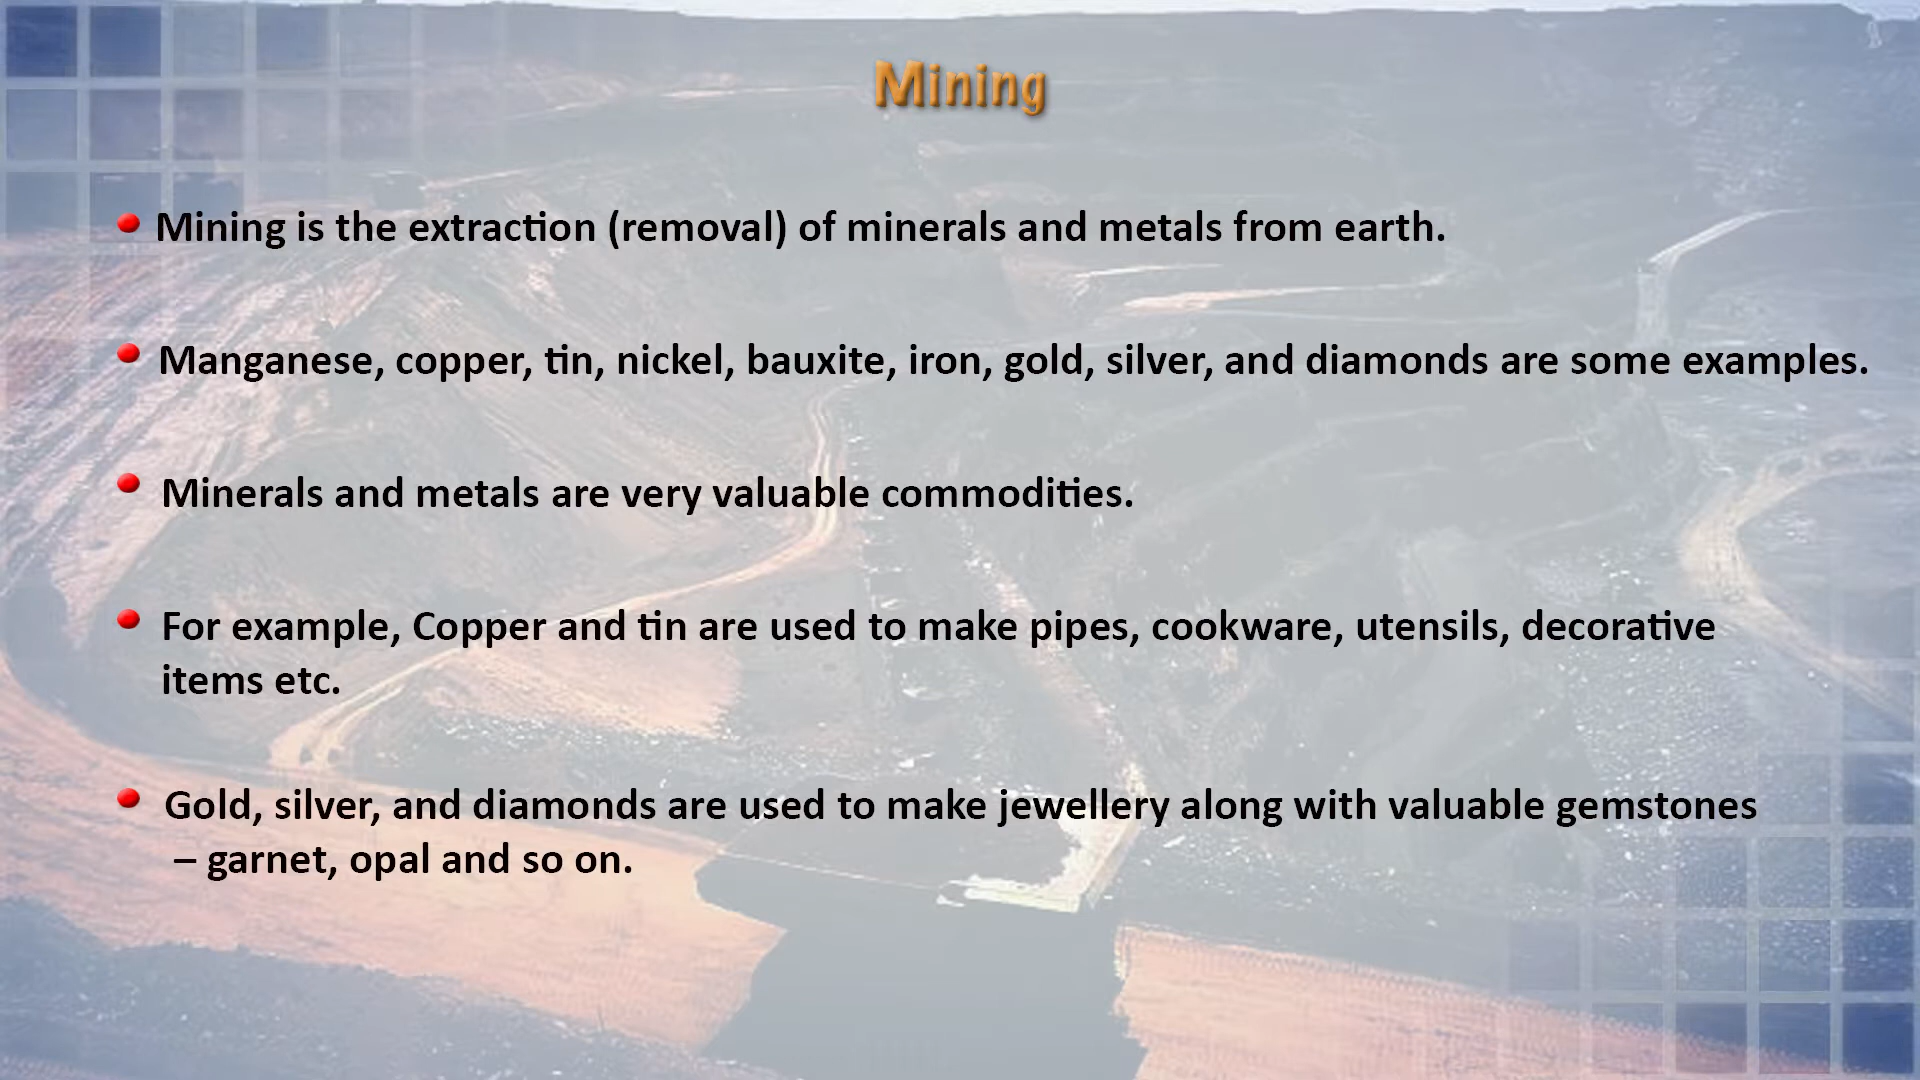 Mining
Mining is the extraction (removal) of minerals and metals from earth.
Manganese, copper, tin, nickel, bauxite, iron, gold, silver, and diamonds are some examples.
Minerals and metals are very valuable commodities.
For example, Copper and tin are used to make pipes, cookware, utensils, decorative
items etc.
Gold, silver, and diamonds are used to make jewellery along with valuable gemstones
– garnet, opal and so on.